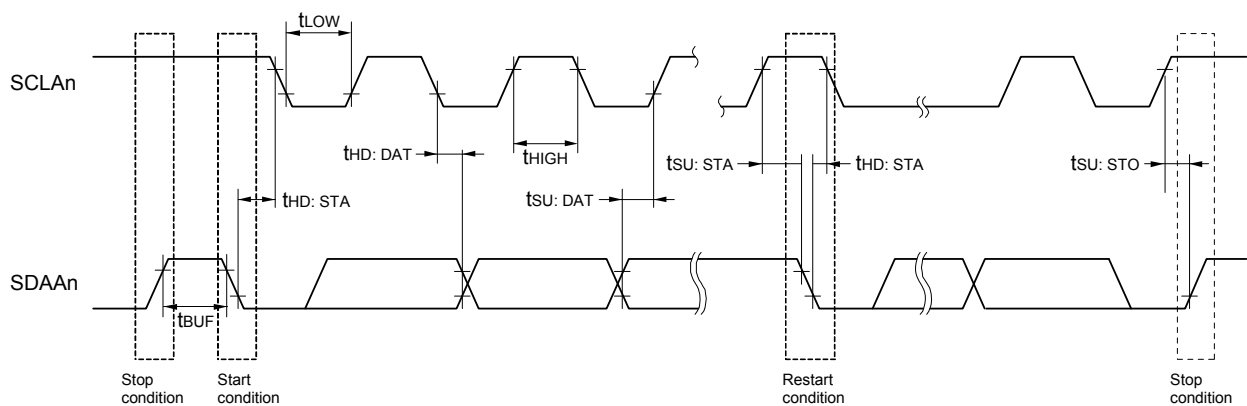 tLOW
SCLAn
tHD: DAT
tHIGH
tSU: STA
tHD: STA
tSU: STO
tHD: STA
tSU: DAT
SDAAn
tBUF
Stop
condition
Start
condition
Restart
condition
Stop
condition